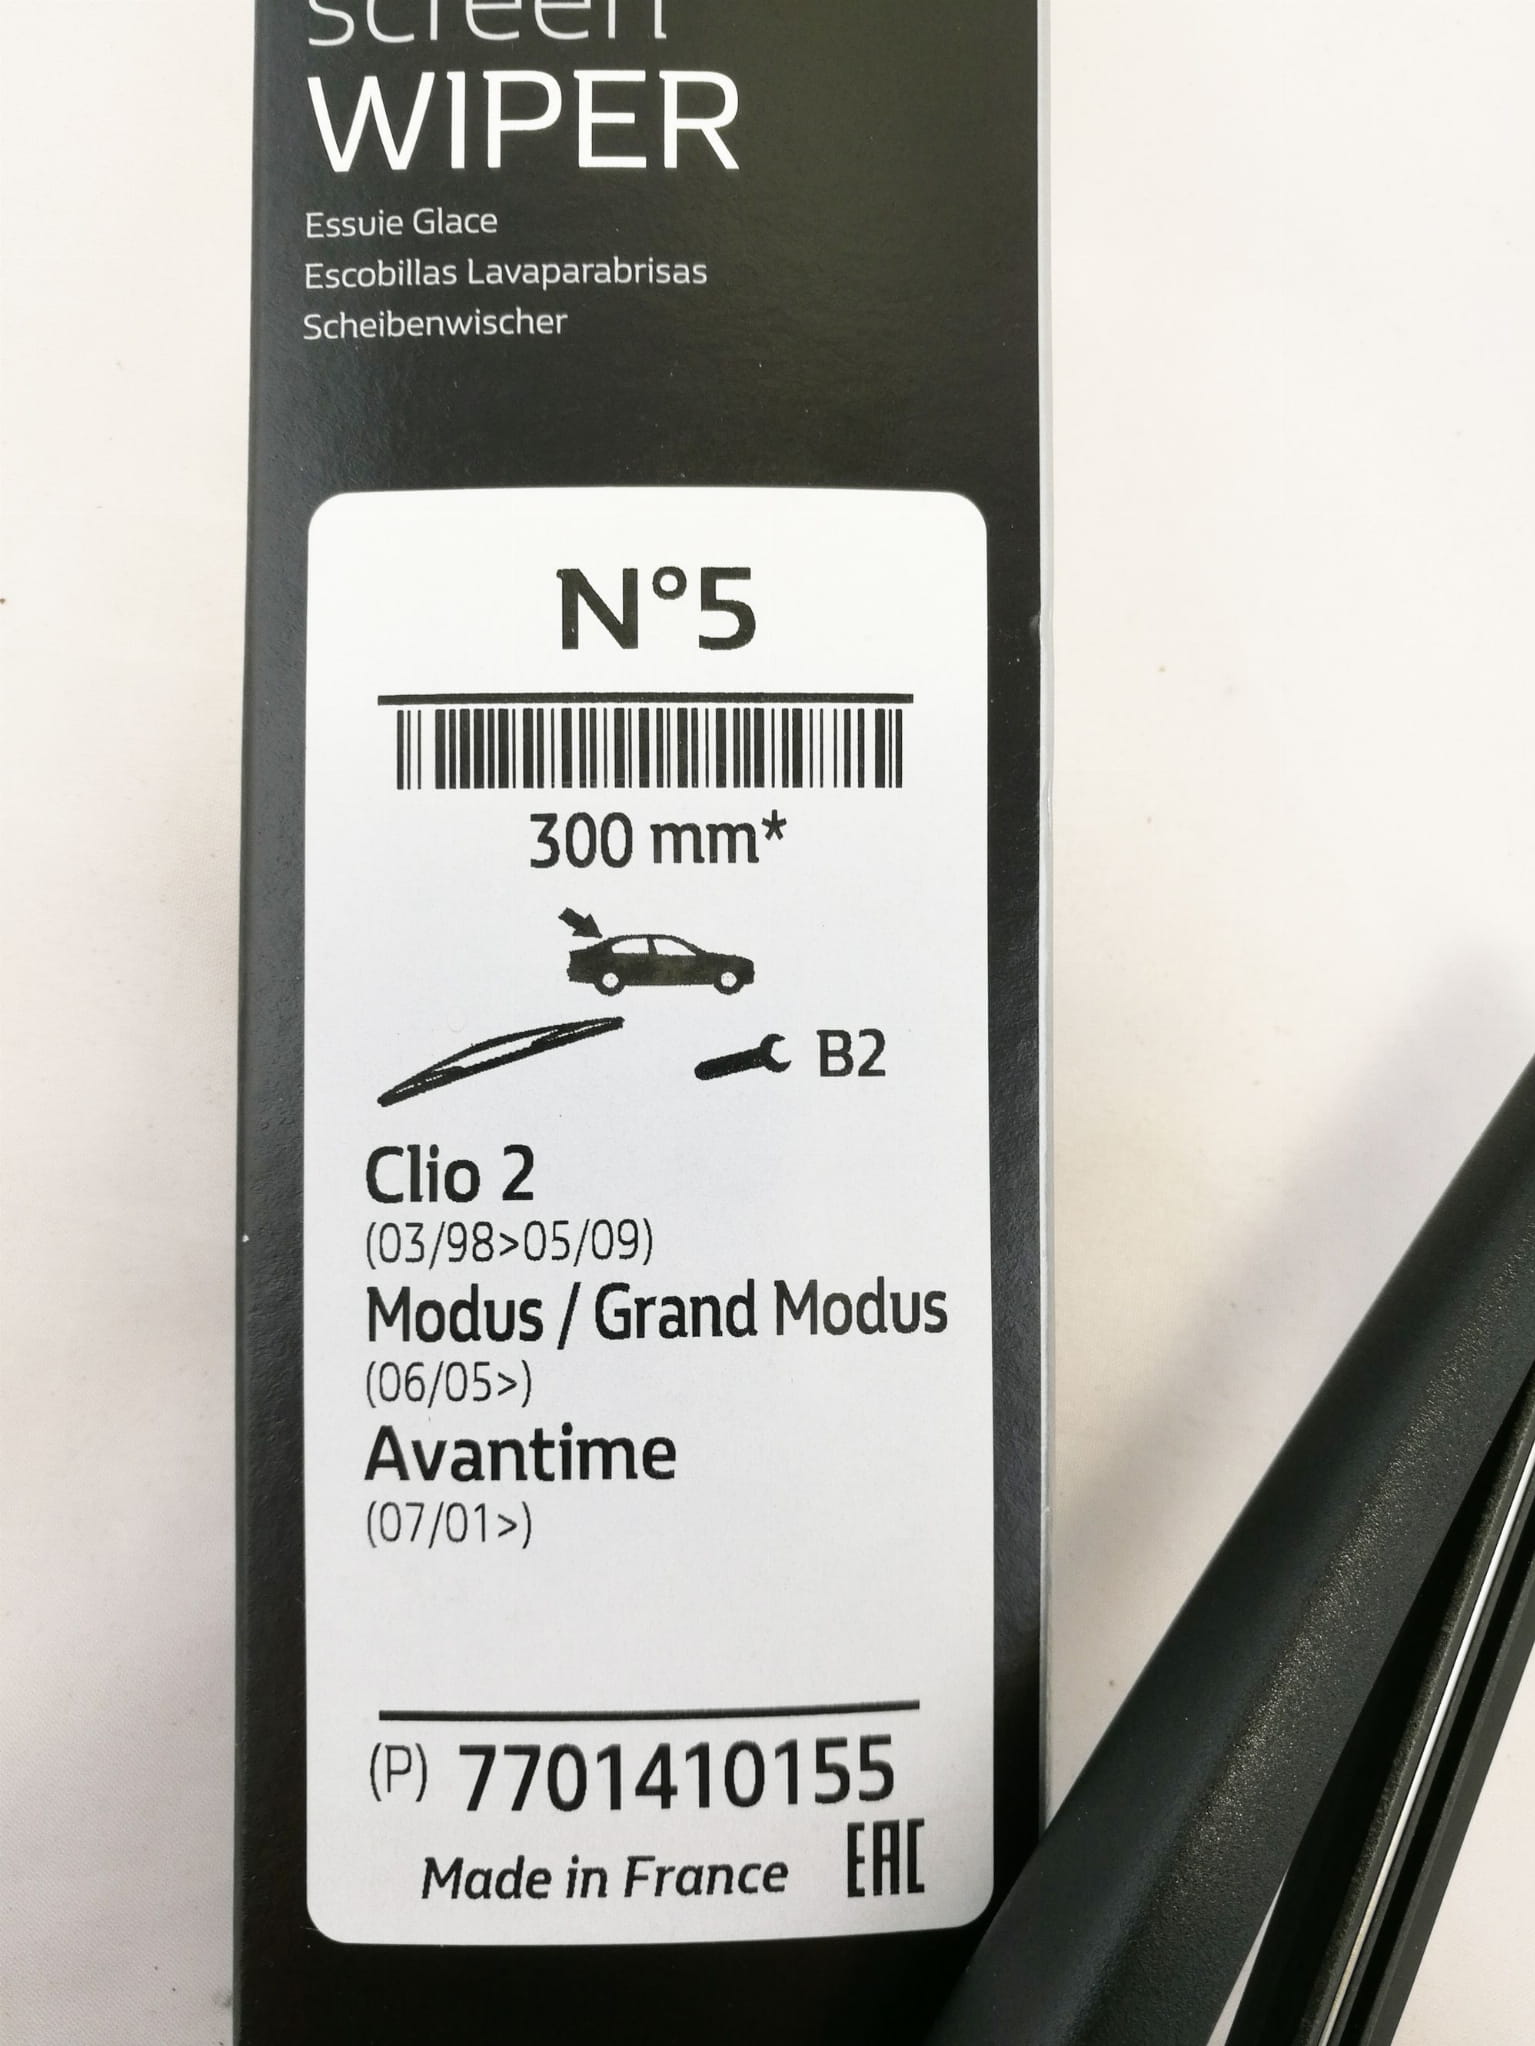 screen
WIPER
Essuie Glace
Escobillas Lavaparabrisas
Scheibenwischer
N°5
300 mm*
B2
Clio 2
(03/98>05/09)
Modus / Grand Modus
(06/05>)
Avantime
(07/01>)
(P) 7701410155
Made in France EAC